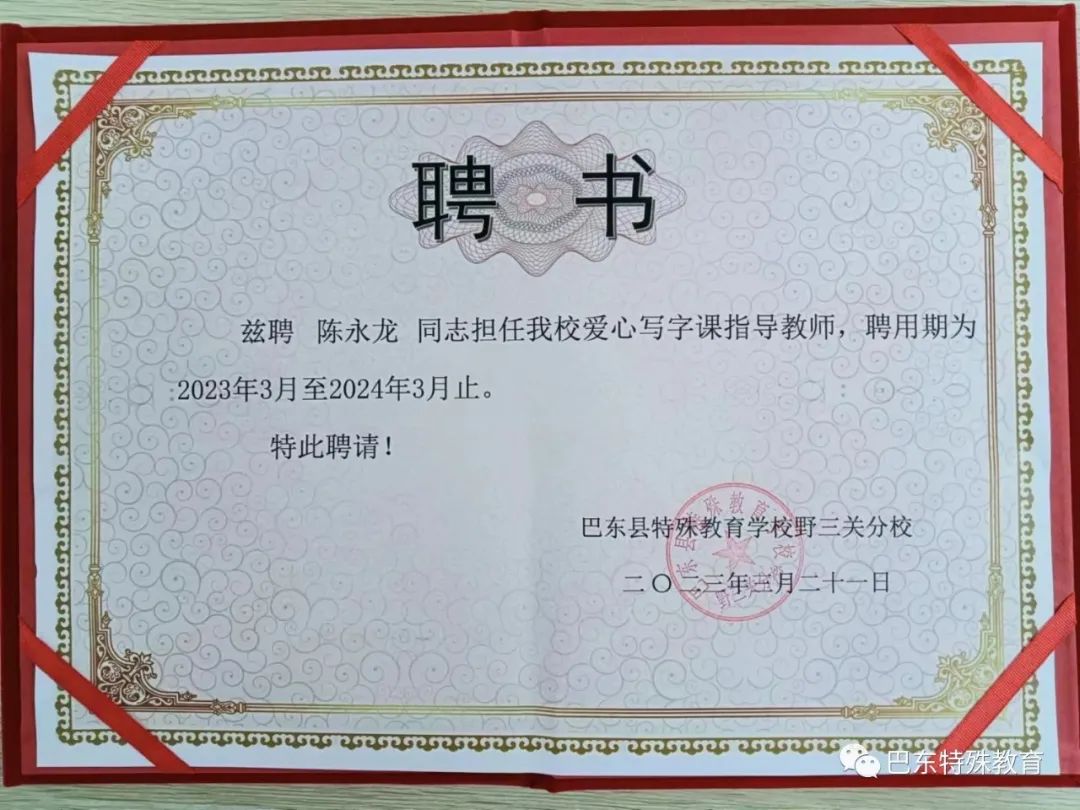 聘 书
兹聘 陈永龙 同志担任我校爱心写字课指导教师，聘用期为
2023年3月至2024年3月止。
特此聘请！
巴东县特殊教育学校野三关分校
二〇二三年三月二十一日
巴东特殊教育